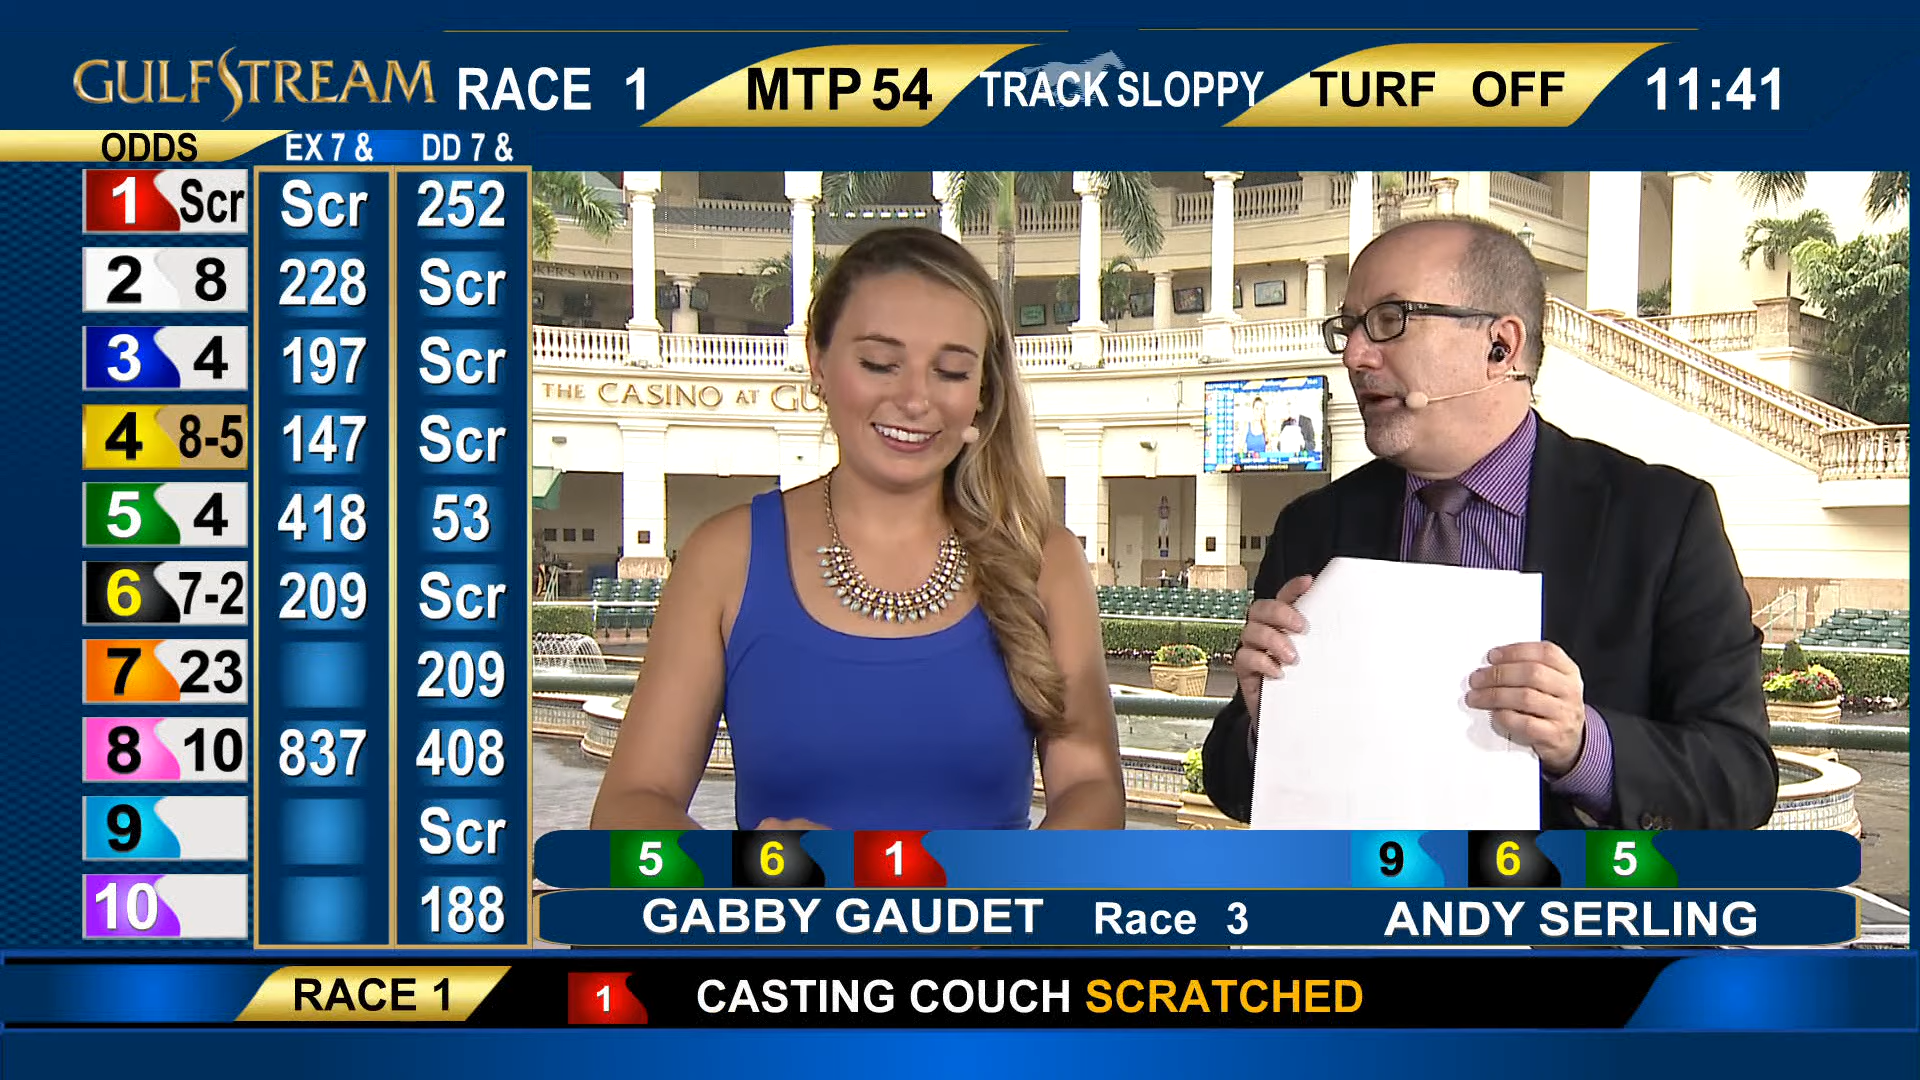 GULFSTREAM RACE 1 MTP 54 TRACK SLOPPY TURF OFF 11:41
ODDS EX 7 & DD 7 &
1 Scr Scr 252
2 8 228 Scr
3 4 197 Scr
4 8-5 147 Scr
5 4 418 53
6 7-2 209 Scr
7 23 209
8 10 837 408
9 Scr
10 188
KER'S WILD
THE CASINO AT GU
5 6 1 9 6 5
GABBY GAUDET Race 3 ANDY SERLING
RACE 1 1 CASTING COUCH SCRATCHED